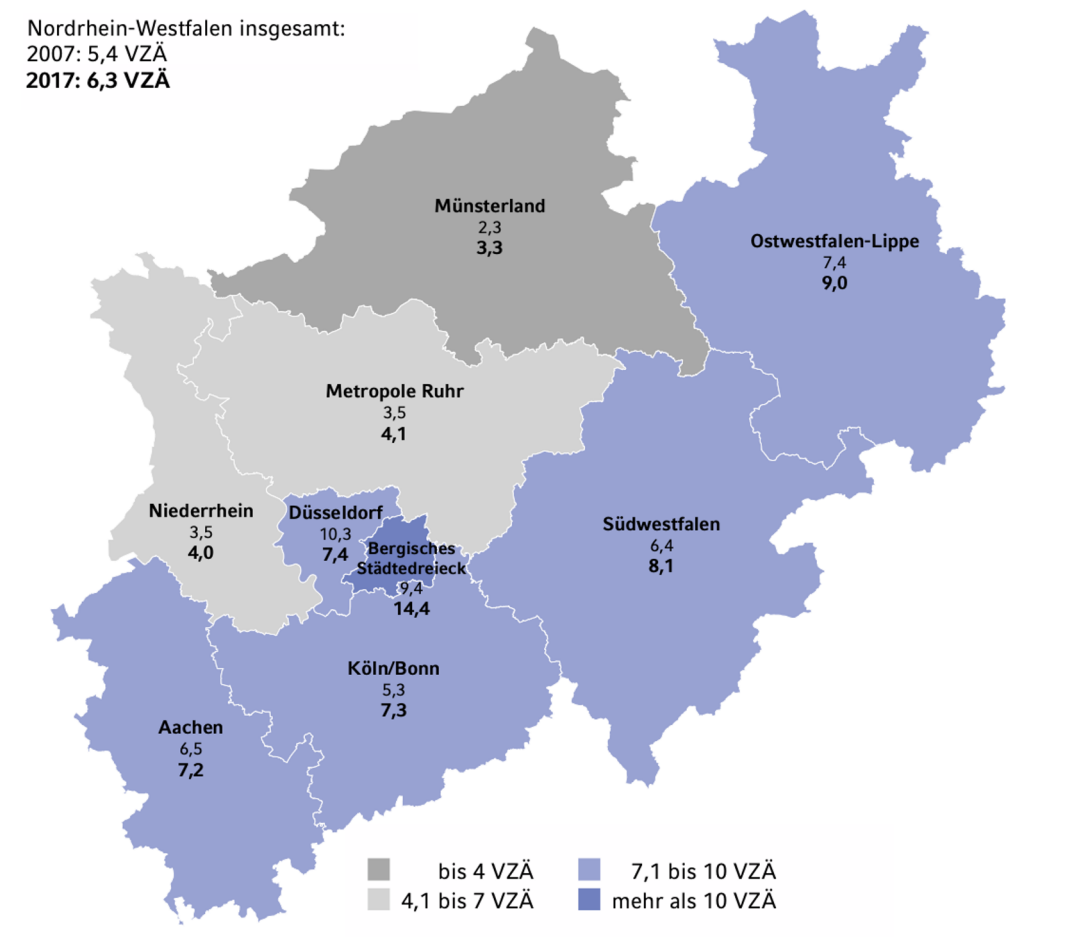 Nordrhein-Westfalen insgesamt:
2007: 5,4 VZÄ
2017: 6,3 VZÄ
Münsterland
2,3
3,3
Ostwestfalen-Lippe
7,4
9,0
Metropole Ruhr
3,5
4,1
Niederrhein
3,5
4,0
Düsseldorf
10,3
7,4
Bergisches
Städtedreieck
9,4
14,4
Südwestfalen
6,4
8,1
Köln/Bonn
5,3
7,3
Aachen
6,5
7,2
bis 4 VZÄ
4,1 bis 7 VZÄ
7,1 bis 10 VZÄ
mehr als 10 VZÄ